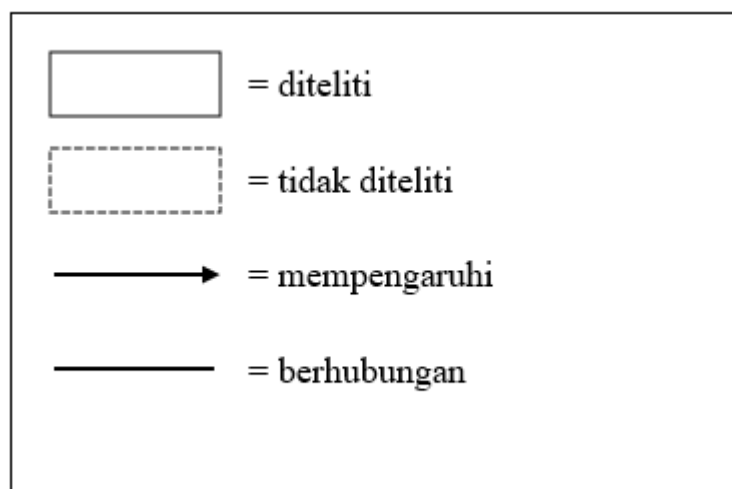 = diteliti
= tidak diteliti
= mempengaruhi
= berhubungan